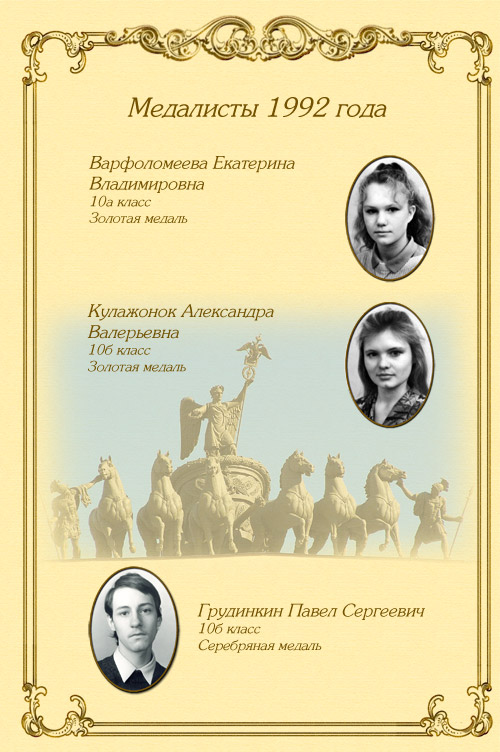 Медалисты 1992 года
Варфоломеева Екатерина
Владимировна
10а класс
Золотая медаль
Кулажонок Александра
Валерьевна
10б класс
Золотая медаль
Грудинкин Павел Сергеевич
10б класс
Серебряная медаль